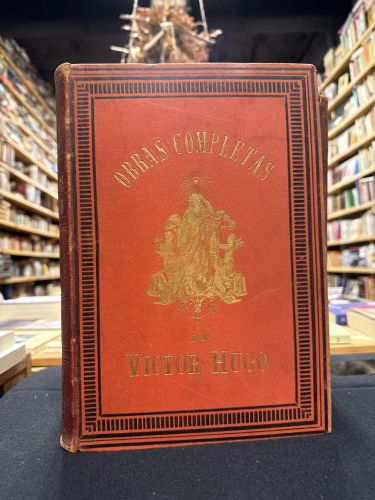 OBRAS COMPLETAS
DE
VICTOR HUGO